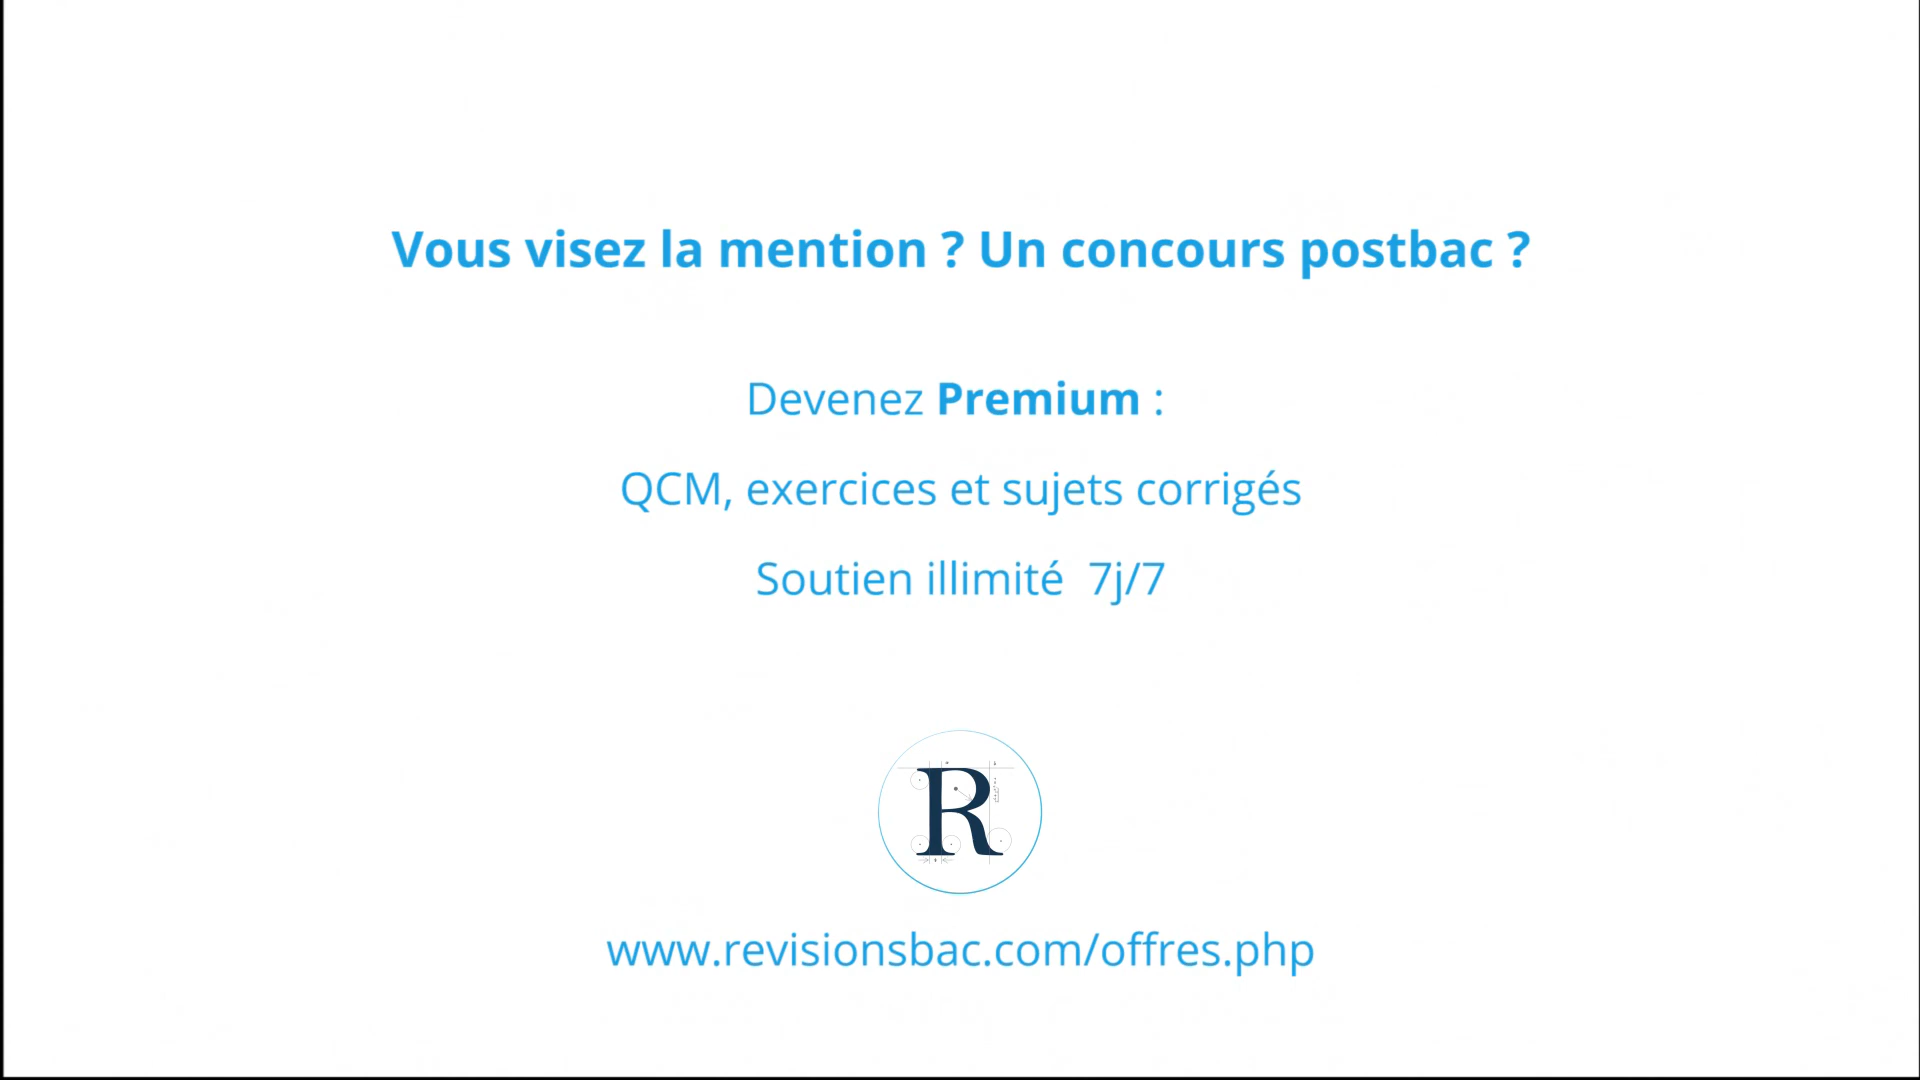 Vous visez la mention ? Un concours postbac ?
Devenez Premium :
QCM, exercices et sujets corrigés
Soutien illimité 7j/7
R
www.revisionsbac.com/offres.php